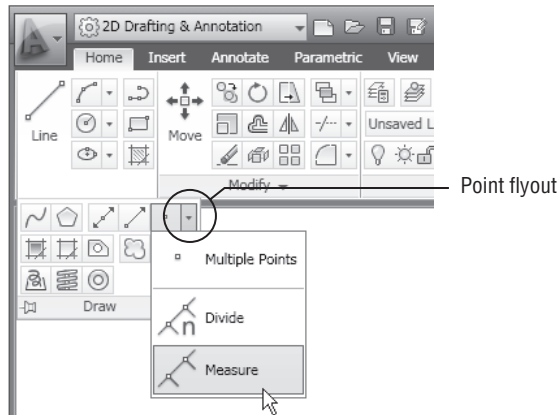 2D Drafting & Annotation
Home Insert Annotate Parametric View
Line
Move
Unsaved L
Modify
Point flyout
Multiple Points
Divide
Measure
Draw